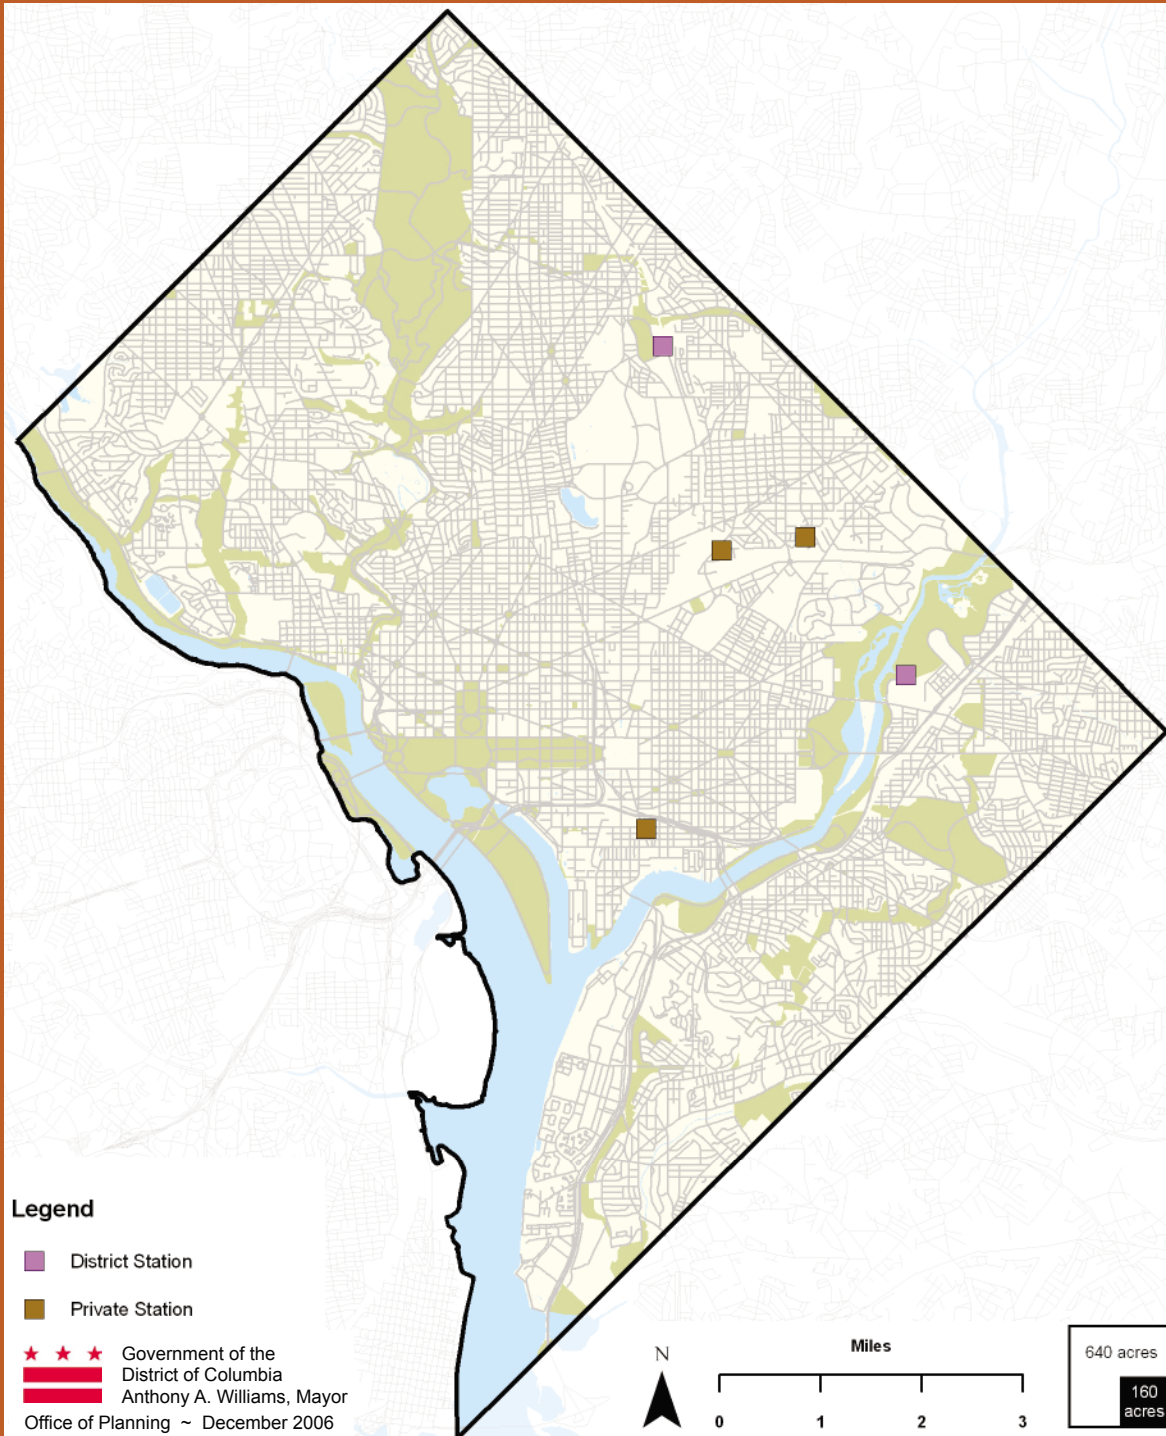 Legend
District Station
Private Station
Government of the
District of Columbia
Anthony A. Williams, Mayor
Office of Planning ~ December 2006
N
Miles
0 1 2 3
640 acres
160
acres